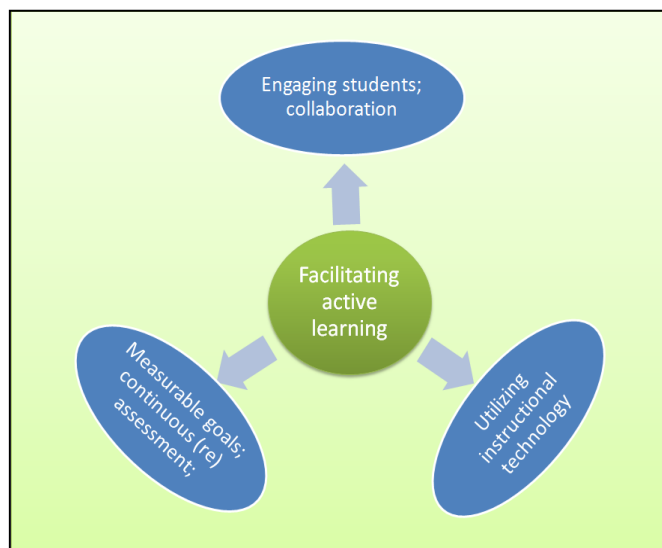 Engaging students;
collaboration
Facilitating
active
learning
Measurable goals;
continuous (re)
assessment;
Utilizing
instructional
technology